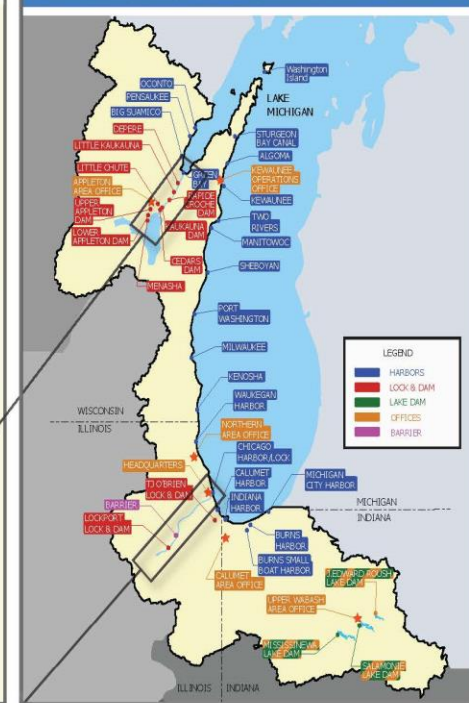 Washington
Island
OCONTO
PENSAUKEE
BIG SUAMICO
DEPERE
LITTLE KAUKAUNA
LITTLE CHUTE
APPLETON
AREA OFFICE
UPPER
APPLETON
DAM
LOWER
APPLETON DAM
MENASHA
CEDARS
DAM
KAUKAUNA
DAM
RAPIDE
CROCHE
DAM
GREEN
BAY
LAKE
MICHIGAN
STURGEON
BAY CANAL
ALGOMA
KEWAUNEE
OPERATIONS
OFFICE
KEWAUNEE
TWO
RIVERS
MANITOWOC
SHEBOYAN
PORT
WASHINGTON
MILWAUKEE
KENOSHA
WAUKEGAN
HARBOR
WISCONSIN
ILLINOIS
NORTHERN
AREA OFFICE
CHICAGO
HARBOR/LOCK
HEADQUARTERS
TJ O'BRIEN
LOCK & DAM
CALUMET
HARBOR
BARRIER
INDIANA
HARBOR
LOCKPORT
LOCK & DAM
MICHIGAN
CITY HARBOR
MICHIGAN
INDIANA
BURNS
HARBOR
BURNS SMALL
BOAT HARBOR
CALUMET
AREA OFFICE
J.EDWARD ROUSH
LAKE DAM
UPPER WABASH
AREA OFFICE
MISSISSINEWA
LAKE DAM
SALAMONIE
LAKE DAM
ILLINOIS
INDIANA
LEGEND
HARBORS
LOCK & DAM
LAKE DAM
OFFICES
BARRIER